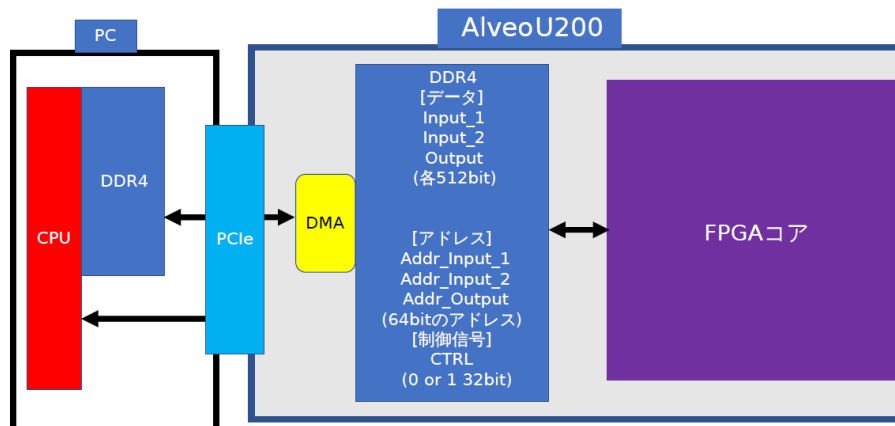 PC
AlveoU200
CPU
DDR4
PCIe
DMA
DDR4
[データ]
Input_1
Input_2
Output
(各512bit)
[アドレス]
Addr_Input_1
Addr_Input_2
Addr_Output
(64bitのアドレス)
[制御信号]
CTRL
(0 or 1 32bit)
FPGAコア